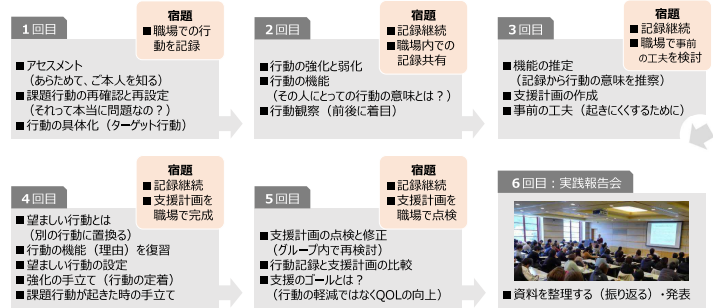 1回目
宿題
■職場での行
動を記録
■アセスメント
（あらためて、ご本人を知る）
■課題行動の再確認と再設定
（それって本当に問題なの？）
■行動の具体化（ターゲット行動）
2回目
宿題
■記録継続
■職場内での
記録共有
■行動の強化と弱化
■行動の機能
（その人にとっての行動の意味とは？）
■行動観察（前後に着目）
3回目
宿題
■記録継続
■職場で事前
の工夫を検討
■機能の推定
（記録から行動の意味を推察）
■支援計画の作成
■事前の工夫（起きにくくするために）
4回目
宿題
■記録継続
■支援計画を
職場で完成
■望ましい行動とは
（別の行動に置換る）
■行動の機能（理由）を復習
■望ましい行動の設定
■強化の手立て（行動の定着）
■課題行動が起きた時の手立て
5回目
宿題
■記録継続
■支援計画を
職場で点検
■支援計画の点検と修正
（グループ内で再検討）
■行動記録と支援計画の比較
■支援のゴールとは？
（行動の軽減ではなくQOLの向上）
6回目：実践報告会
■資料を整理する（振り返る）・発表